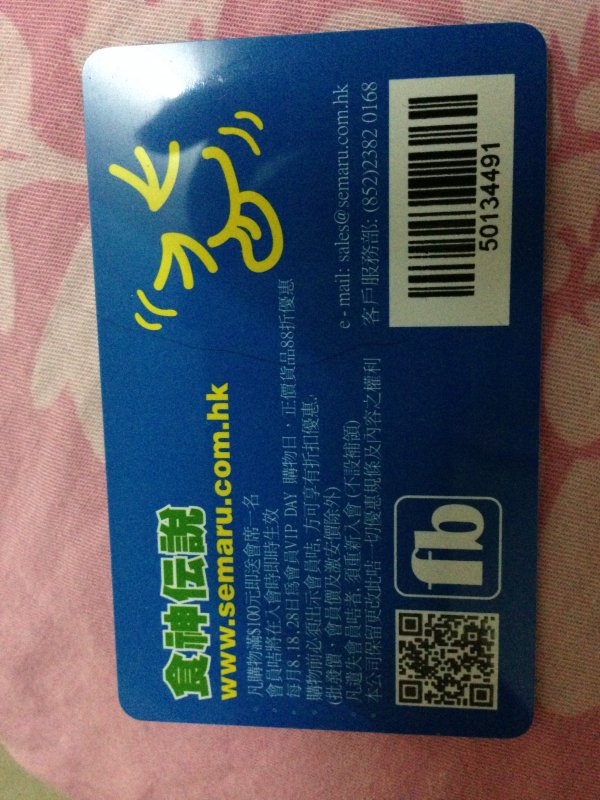 食神伝説
www.semaru.com.hk
凡購物滿$100元即送會席一名
會員咭將在入會時即時生效
每月8,18,28日為會員VIP DAY 購物日，正價貨品88折優惠
購物前必須出示會員咭，方可享有折扣優惠.
(批發價，會員價及激安價除外)
凡遺失會員咭者，須重新入會 (不設補領)
本公司保留更改此咭一切優惠規條及內容之權利
e - mail: sales@semaru.com.hk
客戶服務部: (852)2382 0168
50134491
fb